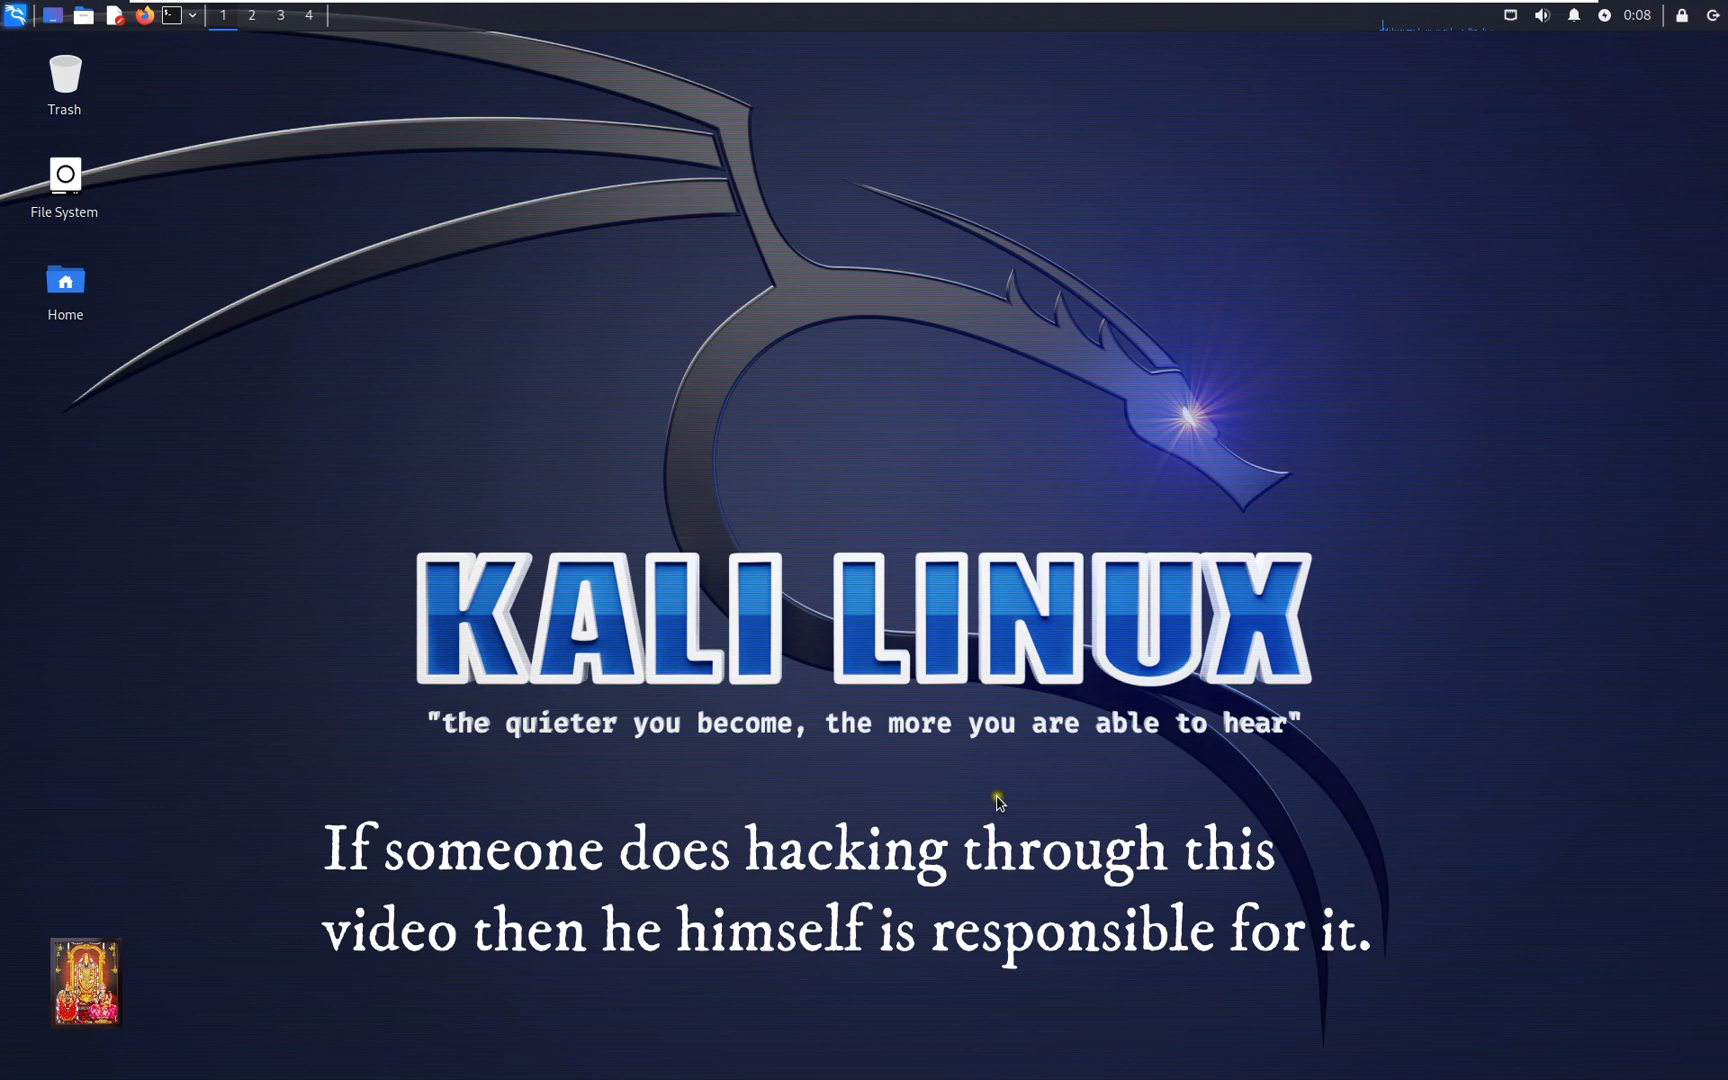 1 2 3 4
0:08
Trash
File System
Home
KALI LINUX
"the quieter you become, the more you are able to hear"
If someone does hacking through this
video then he himself is responsible for it.